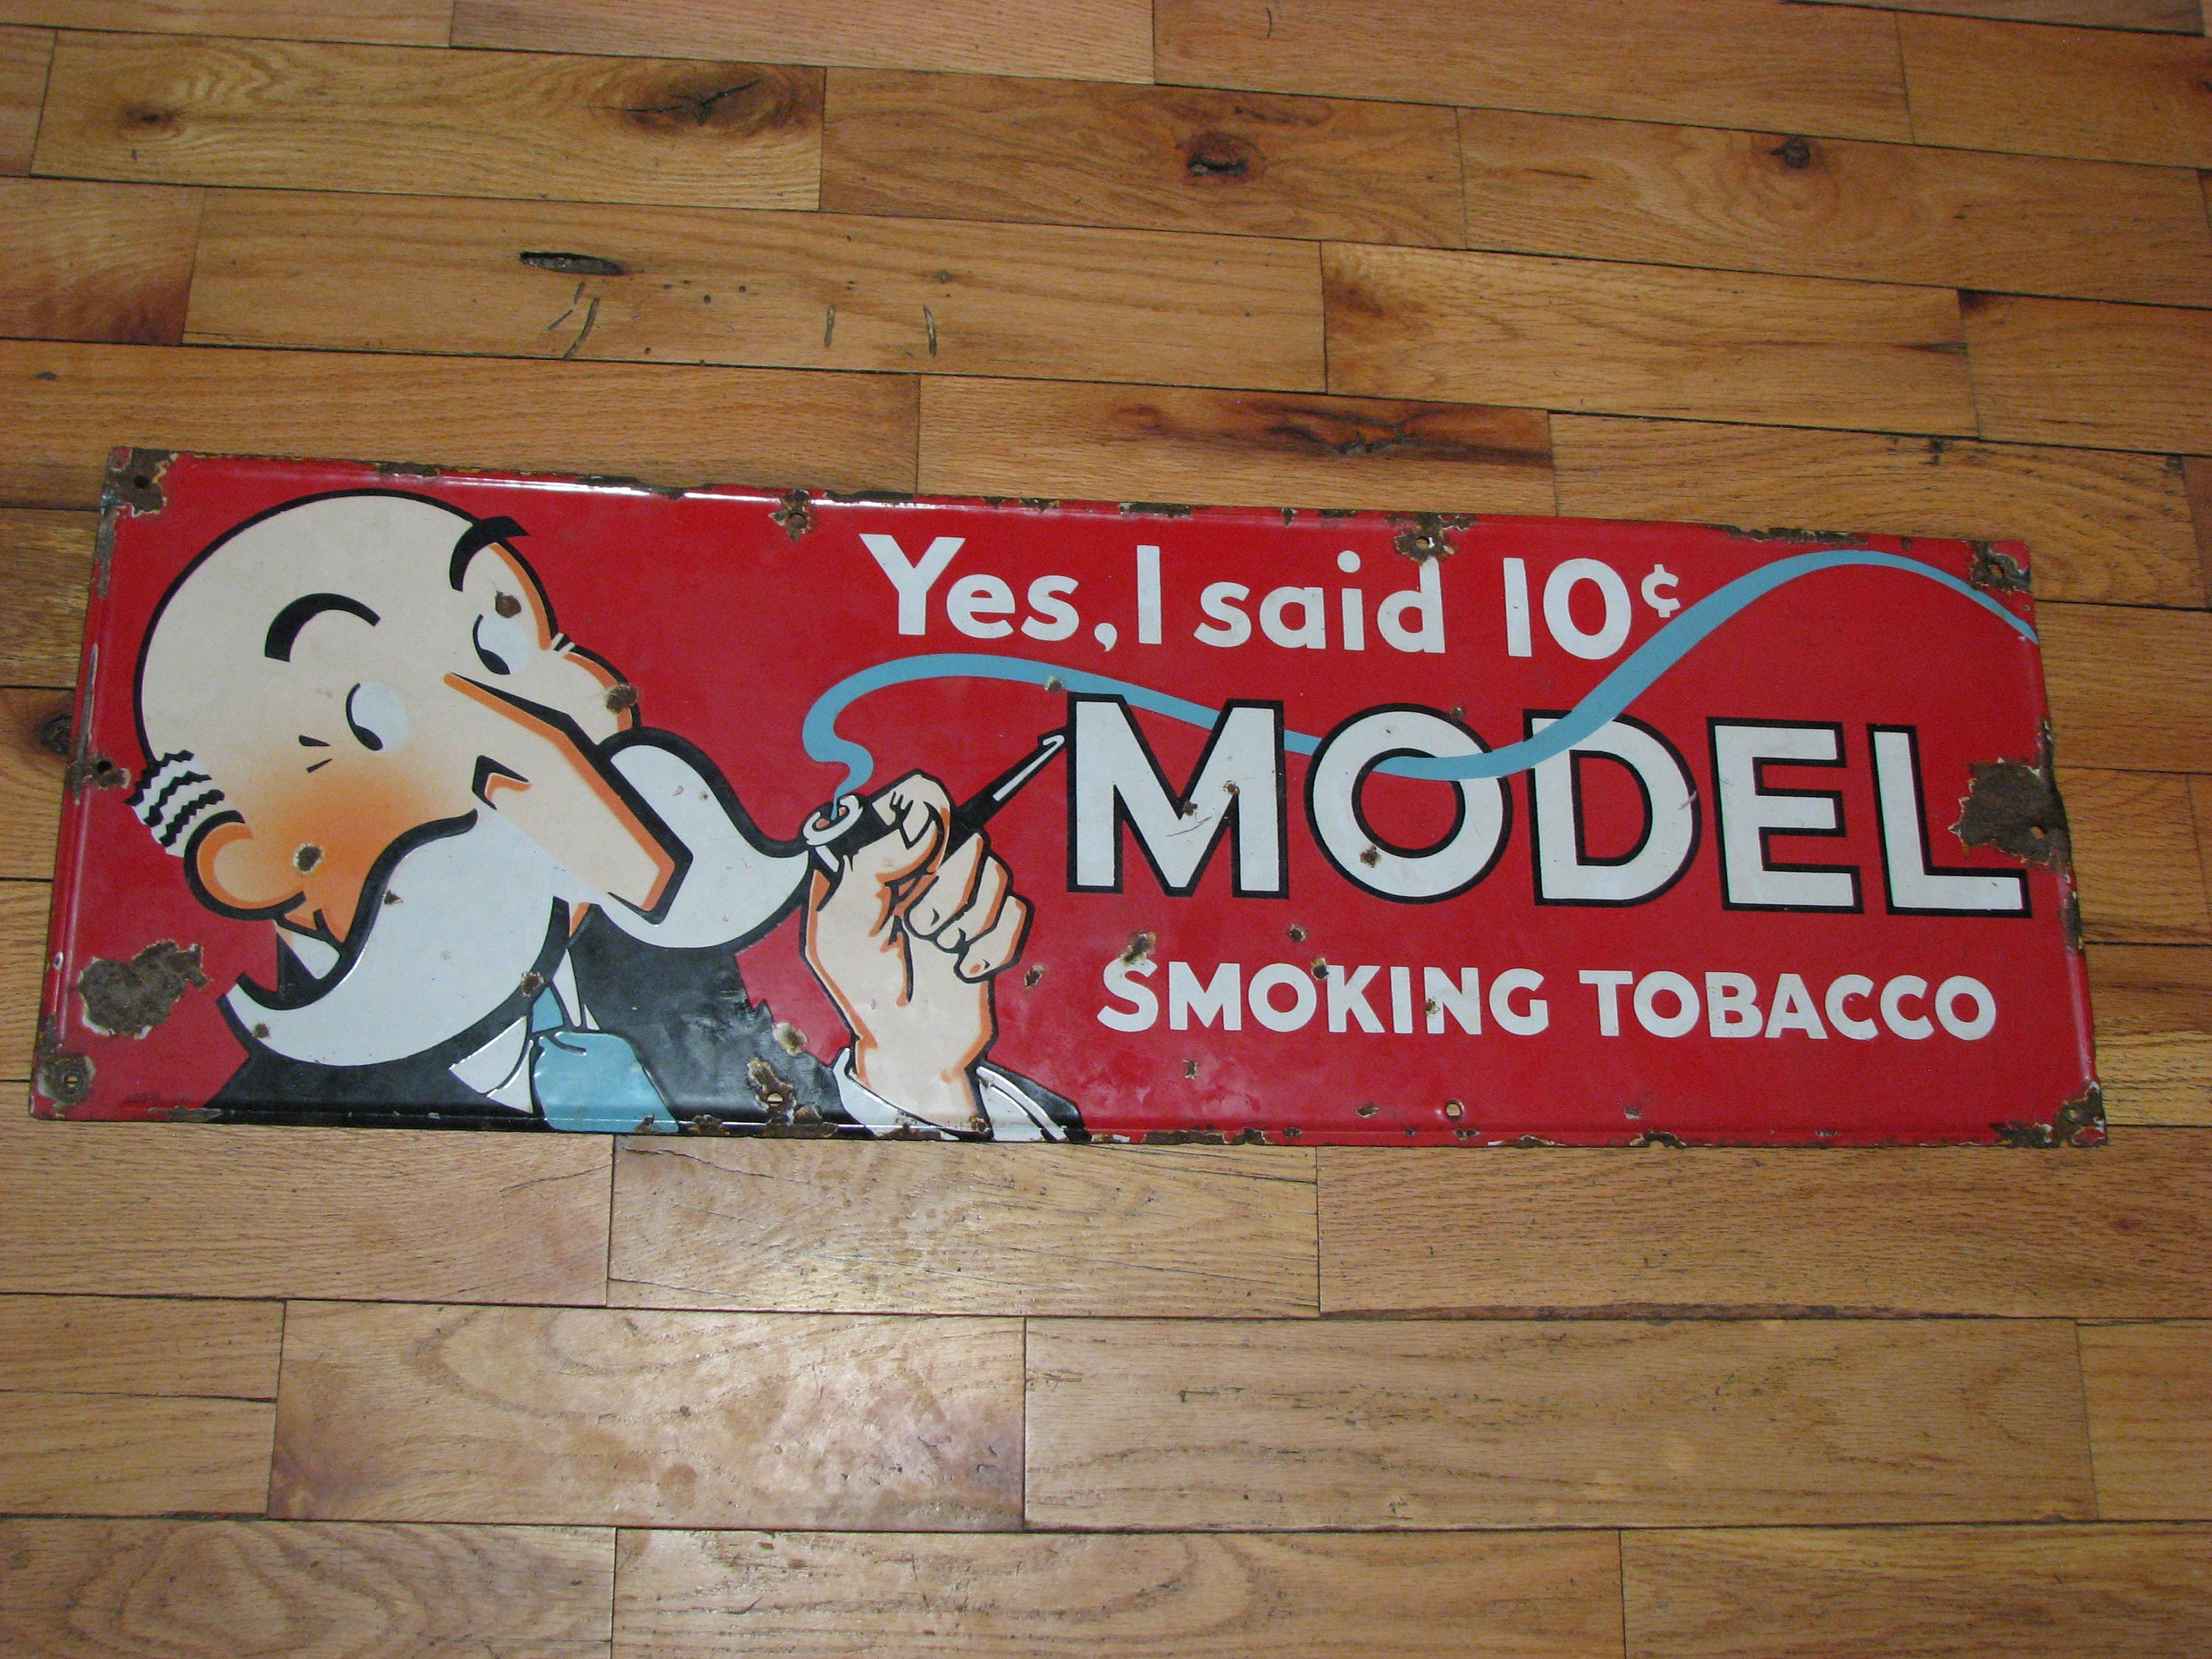 Yes, I said 10¢
MODEL
SMOKING TOBACCO